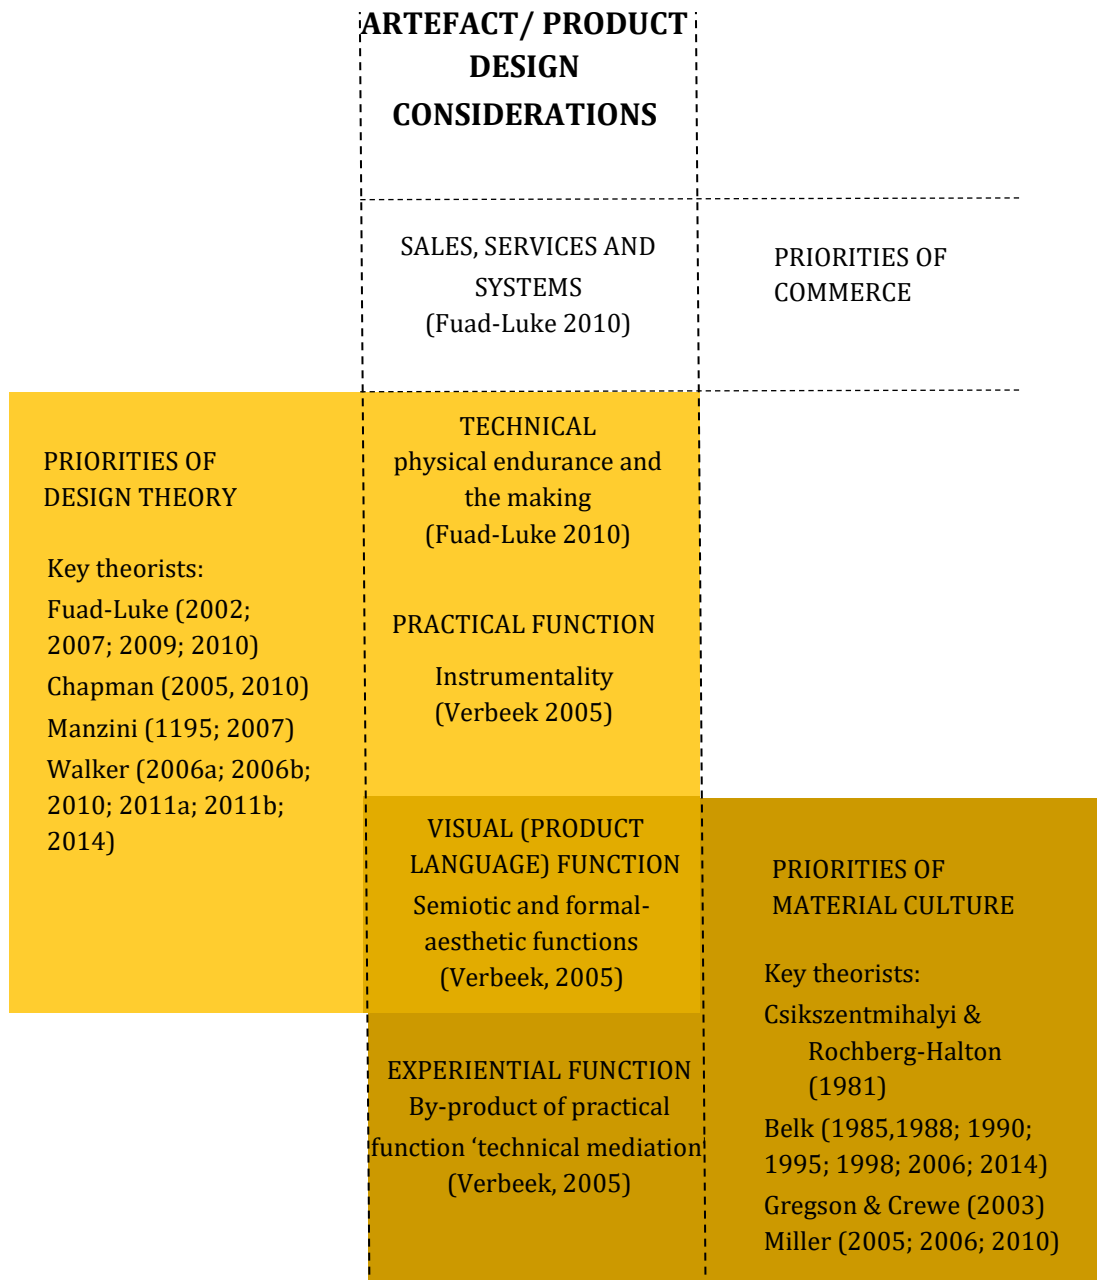 ARTEFACT/ PRODUCT
DESIGN
CONSIDERATIONS
SALES, SERVICES AND
SYSTEMS
(Fuad-Luke 2010)
PRIORITIES OF
COMMERCE
PRIORITIES OF
DESIGN THEORY
Key theorists:
Fuad-Luke (2002;
2007; 2009; 2010)
Chapman (2005, 2010)
Manzini (1195; 2007)
Walker (2006a; 2006b;
2010; 2011a; 2011b;
2014)
TECHNICAL
physical endurance and
the making
(Fuad-Luke 2010)
PRACTICAL FUNCTION
Instrumentality
(Verbeek 2005)
VISUAL (PRODUCT
LANGUAGE) FUNCTION
Semiotic and formal-
aesthetic functions
(Verbeek, 2005)
EXPERIENTIAL FUNCTION
By-product of practical
function ‘technical mediation’
(Verbeek, 2005)
PRIORITIES OF
MATERIAL CULTURE
Key theorists:
Csikszentmihalyi &
Rochberg-Halton
(1981)
Belk (1985,1988; 1990;
1995; 1998; 2006; 2014)
Gregson & Crewe (2003)
Miller (2005; 2006; 2010)